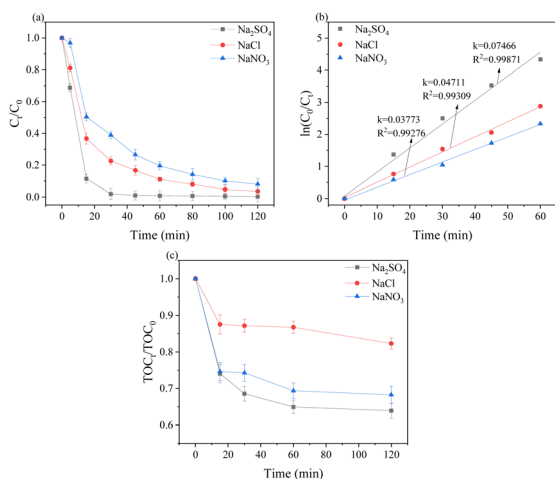 (a)
Na₂SO₄
NaCl
NaNO₃
Cₜ/C₀
1.0
0.8
0.6
0.4
0.2
0.0
0 20 40 60 80 100 120
Time (min)
(b)
Na₂SO₄
NaCl
NaNO₃
k=0.07466
R²=0.99871
k=0.04711
R²=0.99309
k=0.03773
R²=0.99276
ln(C₀/Cₜ)
5
4
3
2
1
0
0 10 20 30 40 50 60
Time (min)
(c)
Na₂SO₄
NaCl
NaNO₃
TOCₜ/TOC₀
1.0
0.9
0.8
0.7
0.6
0 20 40 60 80 100 120
Time (min)